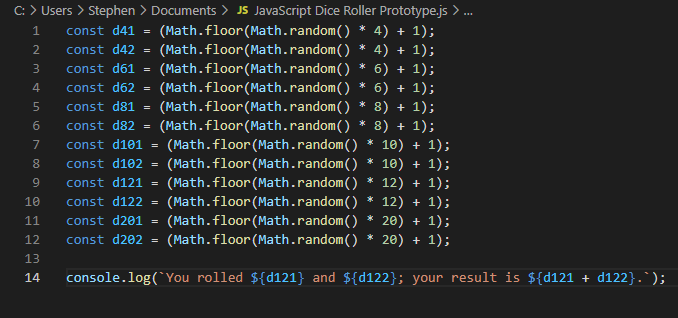 C: > Users > Stephen > Documents > JS JavaScript Dice Roller Prototype.js > ...
1 const d41 = (Math.floor(Math.random() * 4) + 1);
2 const d42 = (Math.floor(Math.random() * 4) + 1);
3 const d61 = (Math.floor(Math.random() * 6) + 1);
4 const d62 = (Math.floor(Math.random() * 6) + 1);
5 const d81 = (Math.floor(Math.random() * 8) + 1);
6 const d82 = (Math.floor(Math.random() * 8) + 1);
7 const d101 = (Math.floor(Math.random() * 10) + 1);
8 const d102 = (Math.floor(Math.random() * 10) + 1);
9 const d121 = (Math.floor(Math.random() * 12) + 1);
10 const d122 = (Math.floor(Math.random() * 12) + 1);
11 const d201 = (Math.floor(Math.random() * 20) + 1);
12 const d202 = (Math.floor(Math.random() * 20) + 1);
13
14 console.log(`You rolled ${d121} and ${d122}; your result is ${d121 + d122}.`);